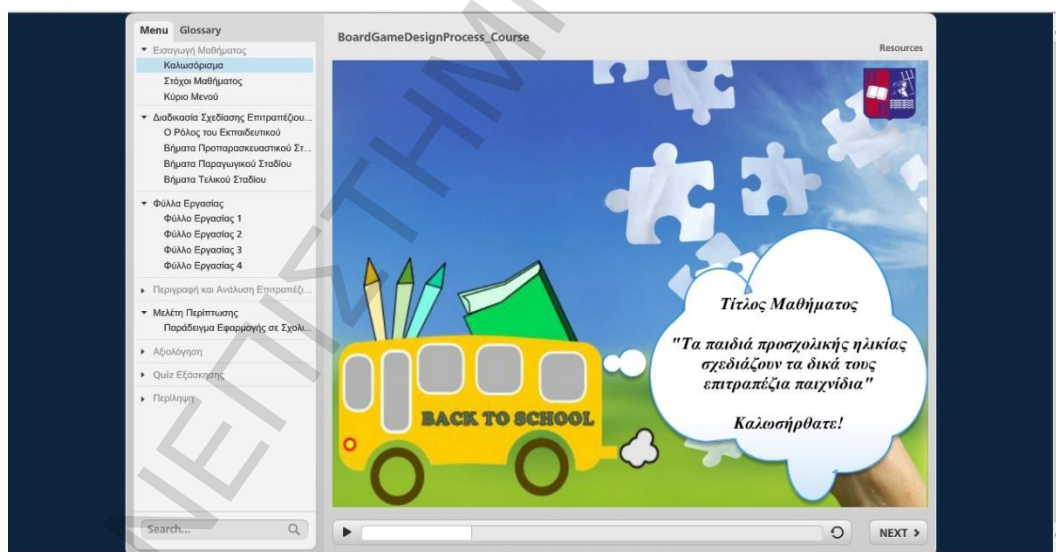 Menu Glossary
Εισαγωγή Μαθήματος
Καλωσόρισμα
Στόχοι Μαθήματος
Κύριο Μενού
Διαδικασία Σχεδίασης Επιτραπέζιου...
Ο Ρόλος του Εκπαιδευτικού
Βήματα Προπαρασκευαστικού Στ...
Βήματα Παραγωγικού Σταδίου
Βήματα Τελικού Σταδίου
Φύλλα Εργασίας
Φύλλο Εργασίας 1
Φύλλο Εργασίας 2
Φύλλο Εργασίας 3
Φύλλο Εργασίας 4
Περιγραφή και Ανάλυση Επιτραπέζι...
Μελέτη Περίπτωσης
Παράδειγμα Εφαρμογής σε Σχολι...
Αξιολόγηση
Quiz Εξάσκησης
Περίληψη
Search...
BoardGameDesignProcess_Course
Resources
Τίτλος Μαθήματος
"Τα παιδιά προσχολικής ηλικίας
σχεδιάζουν τα δικά τους
επιτραπέζια παιχνίδια"
Καλωσήρθατε!
BACK TO SCHOOL
NEXT